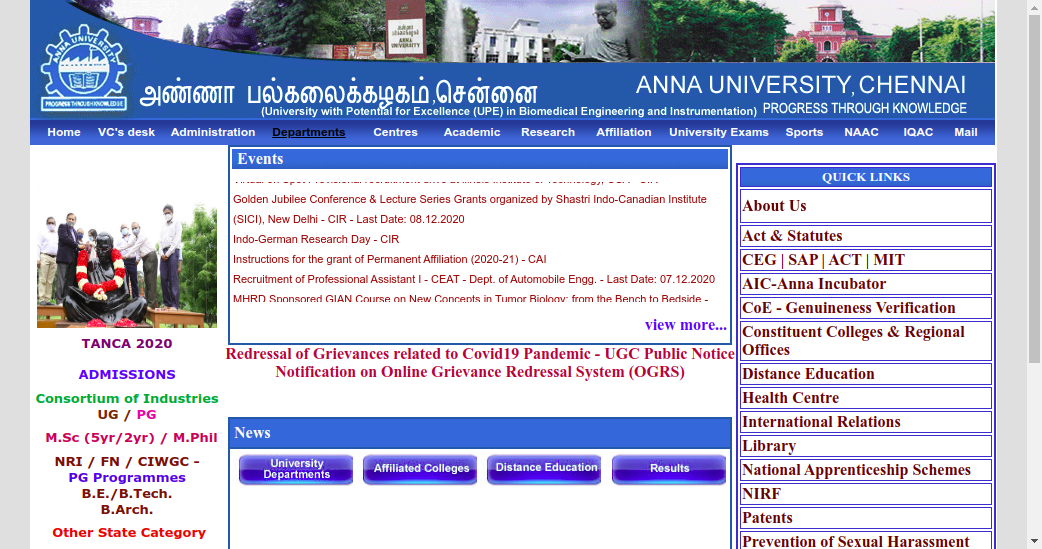 ANNA UNIVERSITY
PROGRESS THROUGH KNOWLEDGE
ANNA
UNIVERSITY
அண்ணா பல்கலைக்கழகம்,சென்னை
ANNA UNIVERSITY,CHENNAI
(University with Potential for Excellence (UPE) in Biomedical Engineering and Instrumentation)
PROGRESS THROUGH KNOWLEDGE
Home VC's desk Administration Departments Centres Academic Research Affiliation University Exams Sports NAAC IQAC Mail
TANCA 2020
ADMISSIONS
Consortium of Industries
UG / PG
M.Sc (5yr/2yr) / M.Phil
NRI / FN / CIWGC -
PG Programmes
B.E./B.Tech.
B.Arch.
Other State Category
Events
Golden Jubilee Conference & Lecture Series Grants organized by Shastri Indo-Canadian Institute
(SICI), New Delhi - CIR - Last Date: 08.12.2020
Indo-German Research Day - CIR
Instructions for the grant of Permanent Affiliation (2020-21) - CAI
Recruitment of Professional Assistant I - CEAT - Dept. of Automobile Engg. - Last Date: 07.12.2020
MHRD Sponsored GIAN Course on New Concepts in Tumor Biology: from the Bench to Bedside -
view more...
Redressal of Grievances related to Covid19 Pandemic - UGC Public Notice
Notification on Online Grievance Redressal System (OGRS)
News
University
Departments
Affiliated Colleges
Distance Education
Results
QUICK LINKS
About Us
Act & Statutes
CEG | SAP | ACT | MIT
AIC-Anna Incubator
CoE - Genuineness Verification
Constituent Colleges & Regional
Offices
Distance Education
Health Centre
International Relations
Library
National Apprenticeship Schemes
NIRF
Patents
Prevention of Sexual Harassment